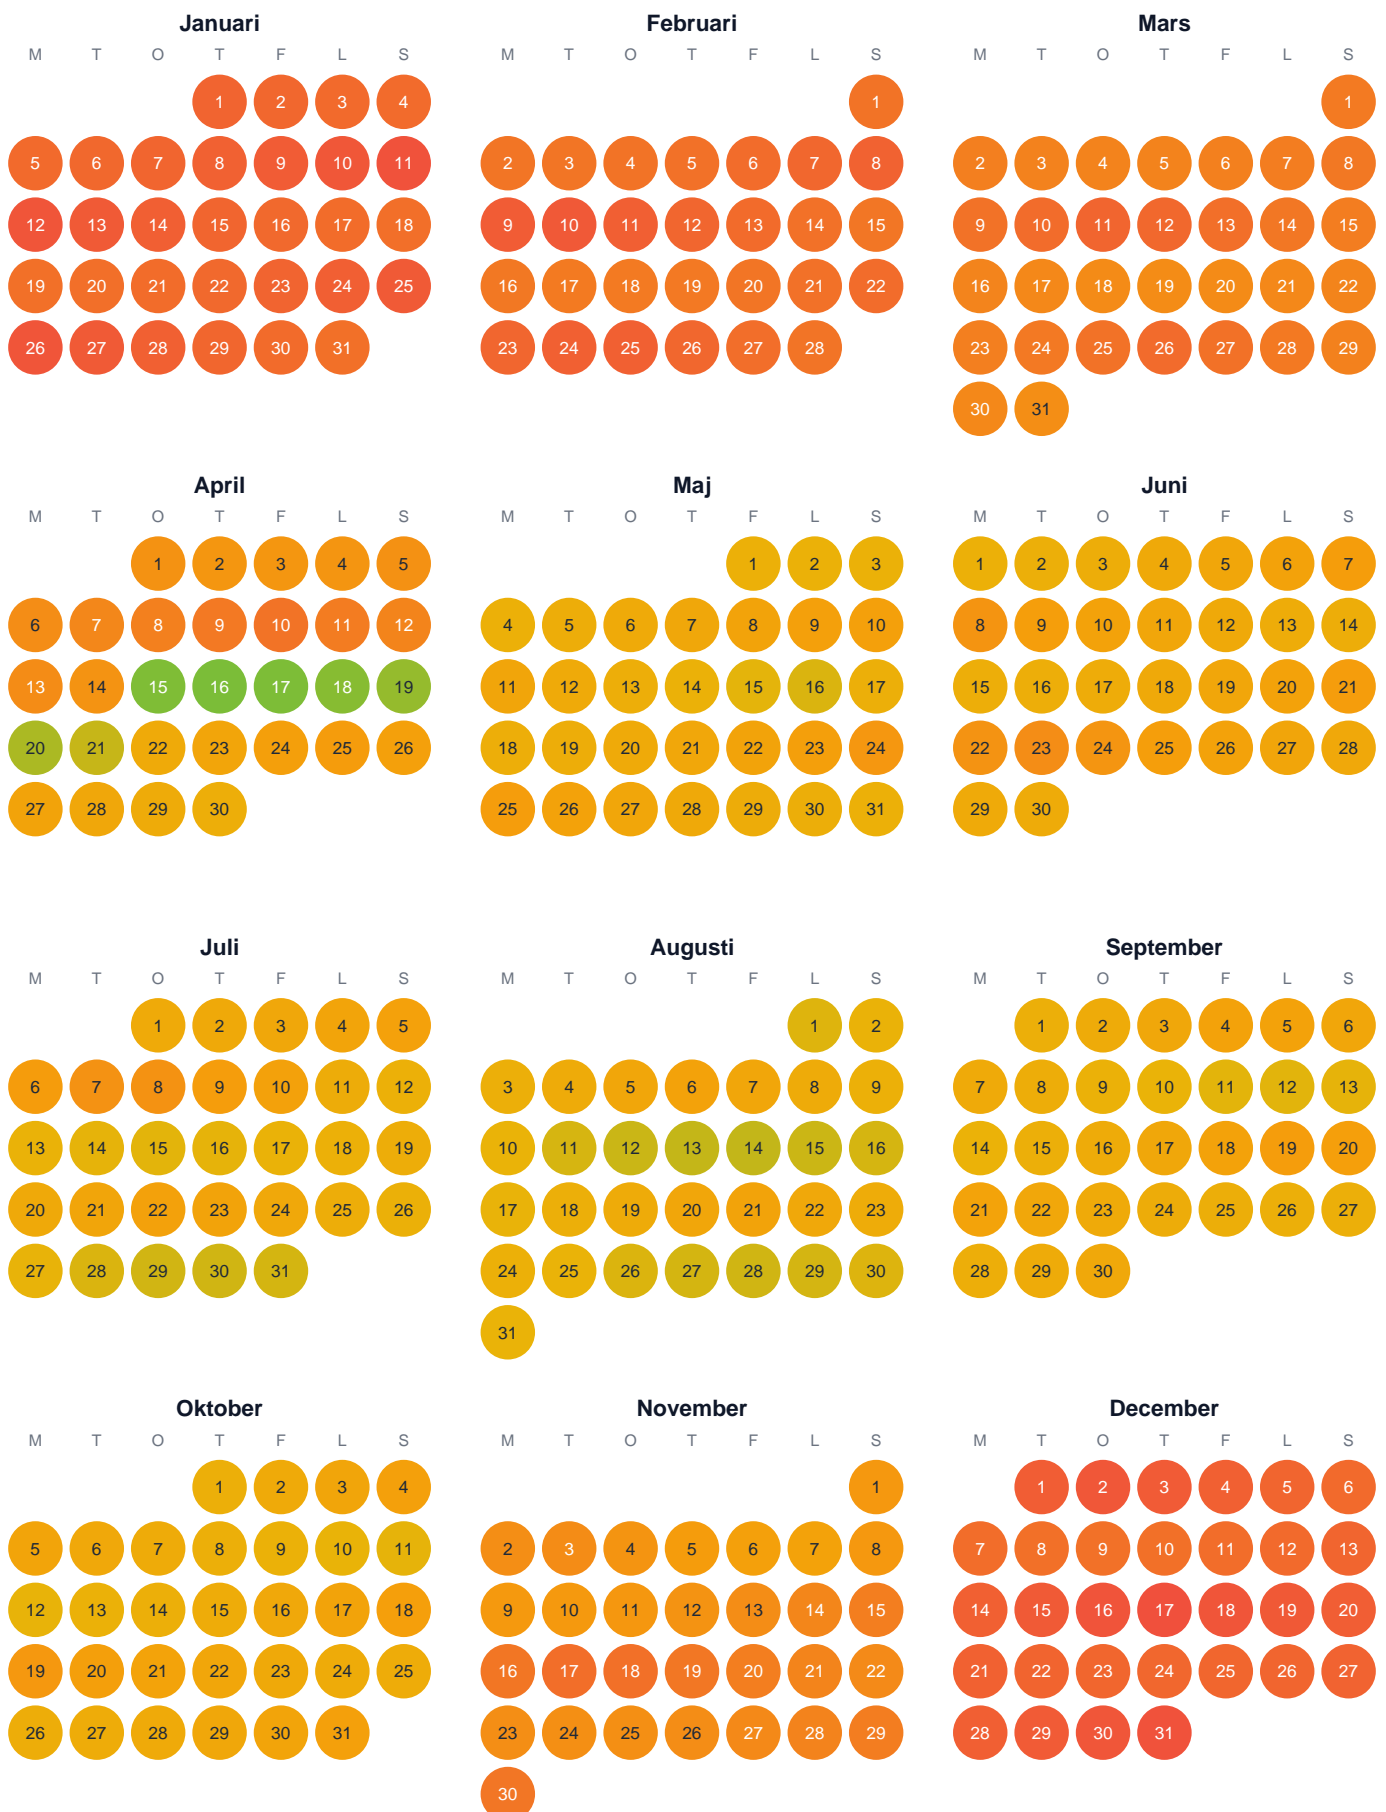 Januari Februari Mars
M T O T F L S M T O T F L S M T O T F L S
1 2 3 4 1 1
5 6 7 8 9 10 11 2 3 4 5 6 7 8 2 3 4 5 6 7 8
12 13 14 15 16 17 18 9 10 11 12 13 14 15 9 10 11 12 13 14 15
19 20 21 22 23 24 25 16 17 18 19 20 21 22 16 17 18 19 20 21 22
26 27 28 29 30 31 23 24 25 26 27 28 23 24 25 26 27 28 29
30 31
April Maj Juni
M T O T F L S M T O T F L S M T O T F L S
1 2 3 4 5 1 2 3 1 2 3 4 5 6 7
6 7 8 9 10 11 12 4 5 6 7 8 9 10 8 9 10 11 12 13 14
13 14 15 16 17 18 19 11 12 13 14 15 16 17 15 16 17 18 19 20 21
20 21 22 23 24 25 26 18 19 20 21 22 23 24 22 23 24 25 26 27 28
27 28 29 30 25 26 27 28 29 30 31 29 30
Juli Augusti September
M T O T F L S M T O T F L S M T O T F L S
1 2 3 4 5 1 2 1 2 3 4 5 6
6 7 8 9 10 11 12 3 4 5 6 7 8 9 7 8 9 10 11 12 13
13 14 15 16 17 18 19 10 11 12 13 14 15 16 14 15 16 17 18 19 20
20 21 22 23 24 25 26 17 18 19 20 21 22 23 21 22 23 24 25 26 27
27 28 29 30 31 24 25 26 27 28 29 30 28 29 30
31
Oktober November December
M T O T F L S M T O T F L S M T O T F L S
1 2 3 4 1 1 2 3 4 5 6
5 6 7 8 9 10 11 2 3 4 5 6 7 8 7 8 9 10 11 12 13
12 13 14 15 16 17 18 9 10 11 12 13 14 15 14 15 16 17 18 19 20
19 20 21 22 23 24 25 16 17 18 19 20 21 22 21 22 23 24 25 26 27
26 27 28 29 30 31 23 24 25 26 27 28 29 28 29 30 31
30